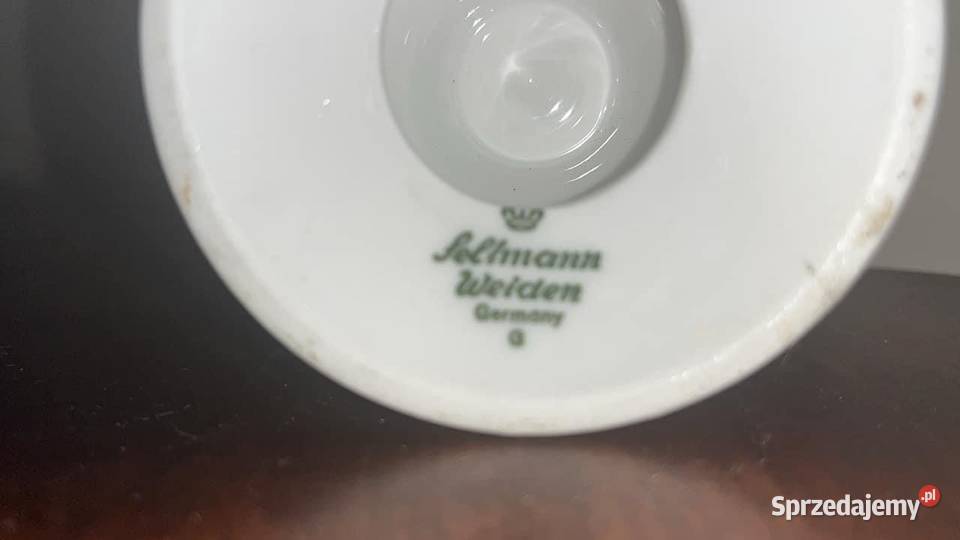 Seltmann
Weiden
Germany
G
Sprzedajemy.pl